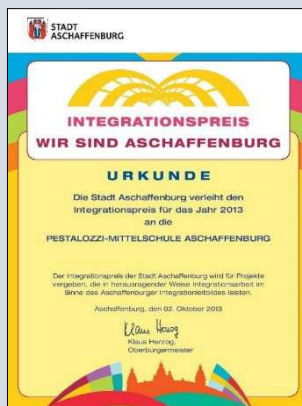 STADT
ASCHAFFENBURG
INTEGRATIONSPREIS
WIR SIND ASCHAFFENBURG
URKUNDE
Die Stadt Aschaffenburg verleiht den
Integrationspreis für das Jahr 2013
an die
PESTALOZZI-MITTELSCHULE ASCHAFFENBURG
Der Integrationspreis der Stadt Aschaffenburg wird für Projekte
vergeben, die in herausragender Weise Integrationsarbeit im
Sinne des Aschaffenburger Integrationsleitbildes leisten.
Aschaffenburg, den 02. Oktober 2013
Klaus Herzog
Klaus Herzog,
Oberbürgermeister